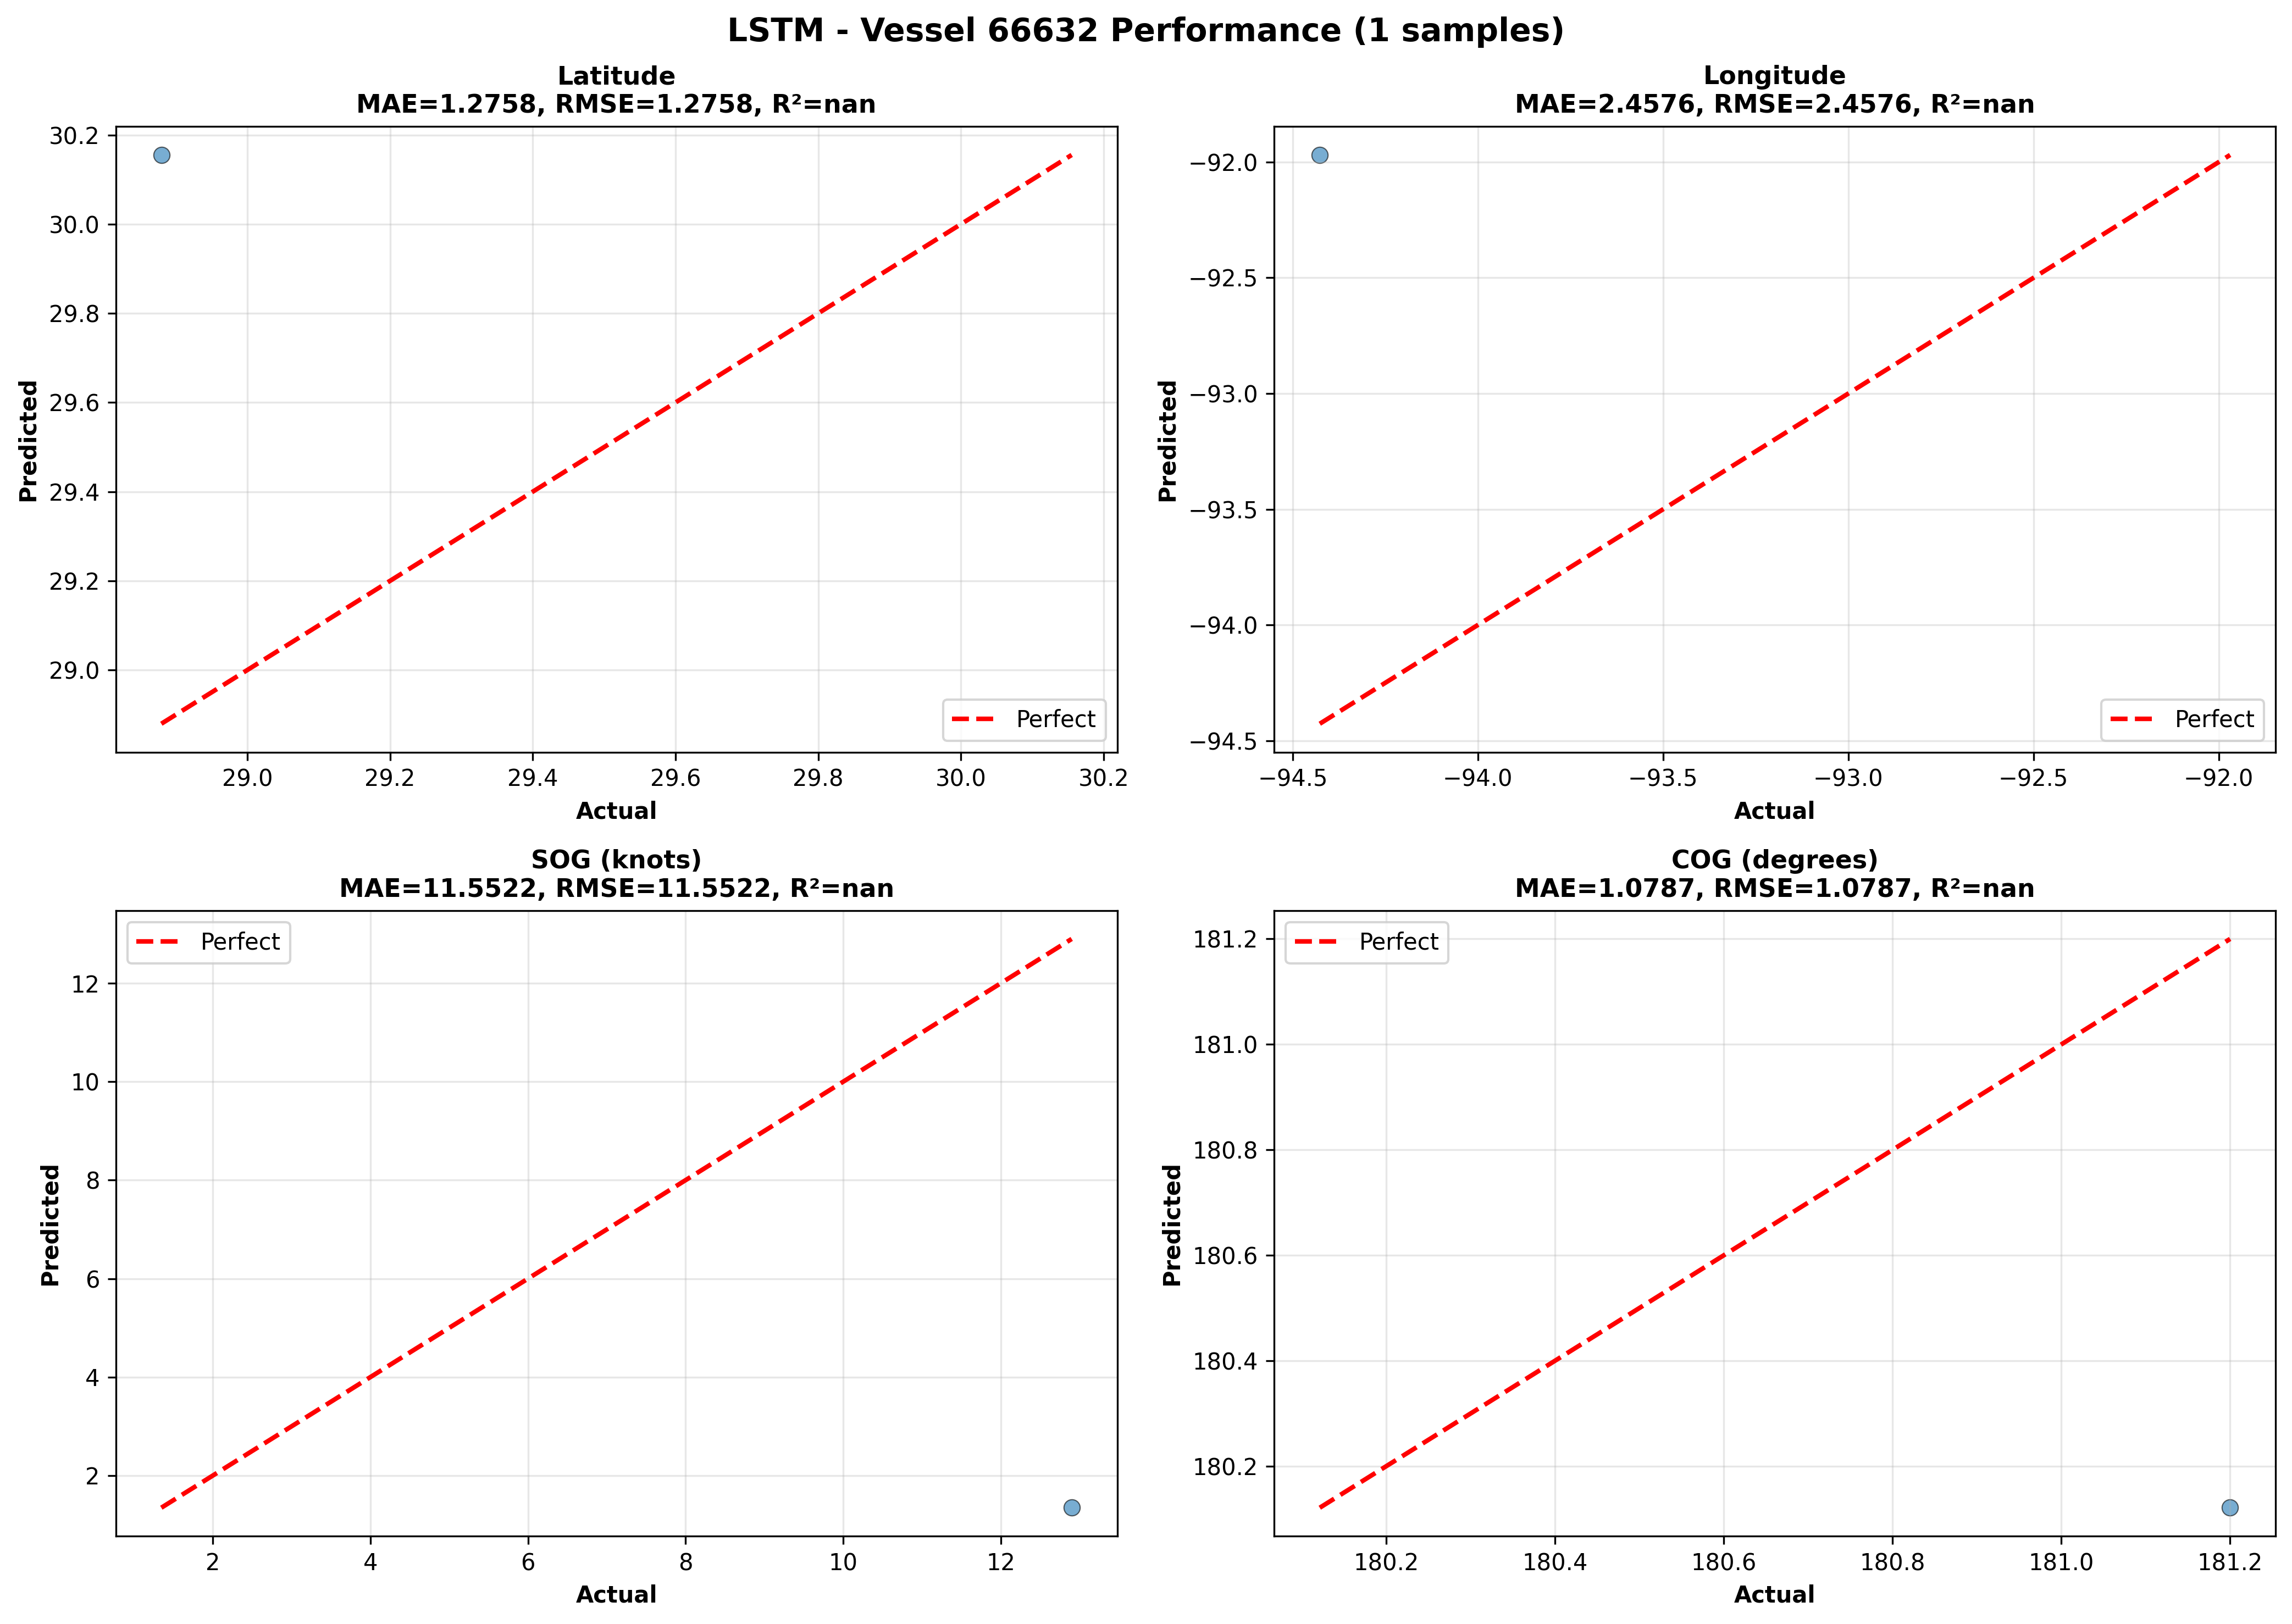 LSTM - Vessel 66632 Performance (1 samples)
Latitude
MAE=1.2758, RMSE=1.2758, R²=nan
30.2
30.0
29.8
29.6
29.4
29.2
29.0
Predicted
Perfect
29.0 29.2 29.4 29.6 29.8 30.0 30.2
Actual
Longitude
MAE=2.4576, RMSE=2.4576, R²=nan
−92.0
−92.5
−93.0
−93.5
−94.0
−94.5
Predicted
Perfect
−94.5 −94.0 −93.5 −93.0 −92.5 −92.0
Actual
SOG (knots)
MAE=11.5522, RMSE=11.5522, R²=nan
Perfect
12
10
8
6
4
2
Predicted
2 4 6 8 10 12
Actual
COG (degrees)
MAE=1.0787, RMSE=1.0787, R²=nan
Perfect
181.2
181.0
180.8
180.6
180.4
180.2
Predicted
180.2 180.4 180.6 180.8 181.0 181.2
Actual